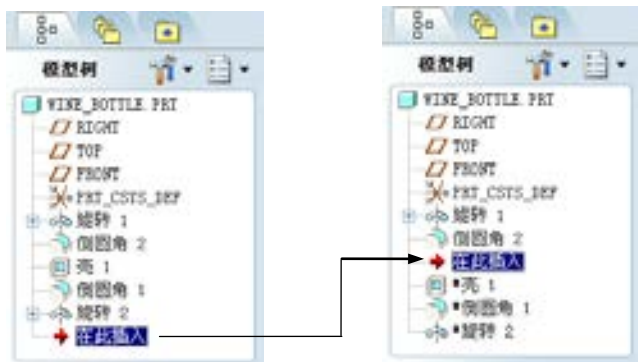 模型树
WINE_BOTTLE.PRT
RIGHT
TOP
FRONT
PRT_CSYS_DEF
旋转 1
倒圆角 2
壳 1
倒圆角 1
旋转 2
在此插入
模型树
WINE_BOTTLE.PRT
RIGHT
TOP
FRONT
PRT_CSYS_DEF
旋转 1
倒圆角 2
在此插入
壳 1
倒圆角 1
旋转 2